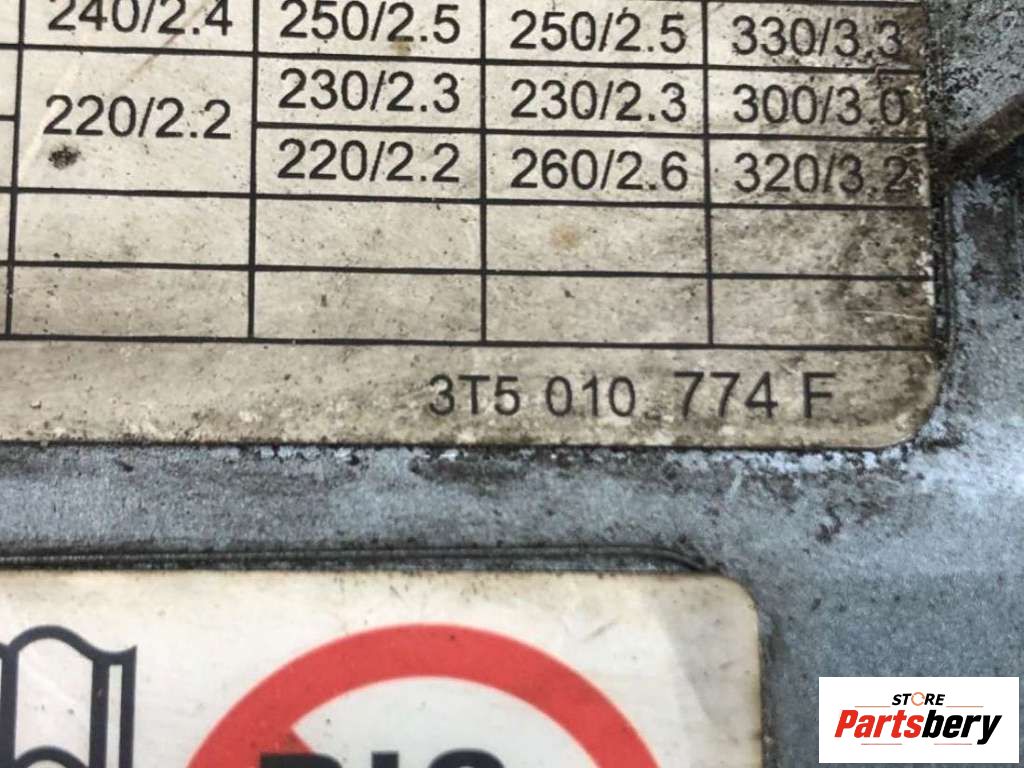 240/2.4 250/2.5 250/2.5 330/3.3
220/2.2 230/2.3 230/2.3 300/3.0
220/2.2 260/2.6 320/3.2
3T5 010 774 F
STORE
Partsbery